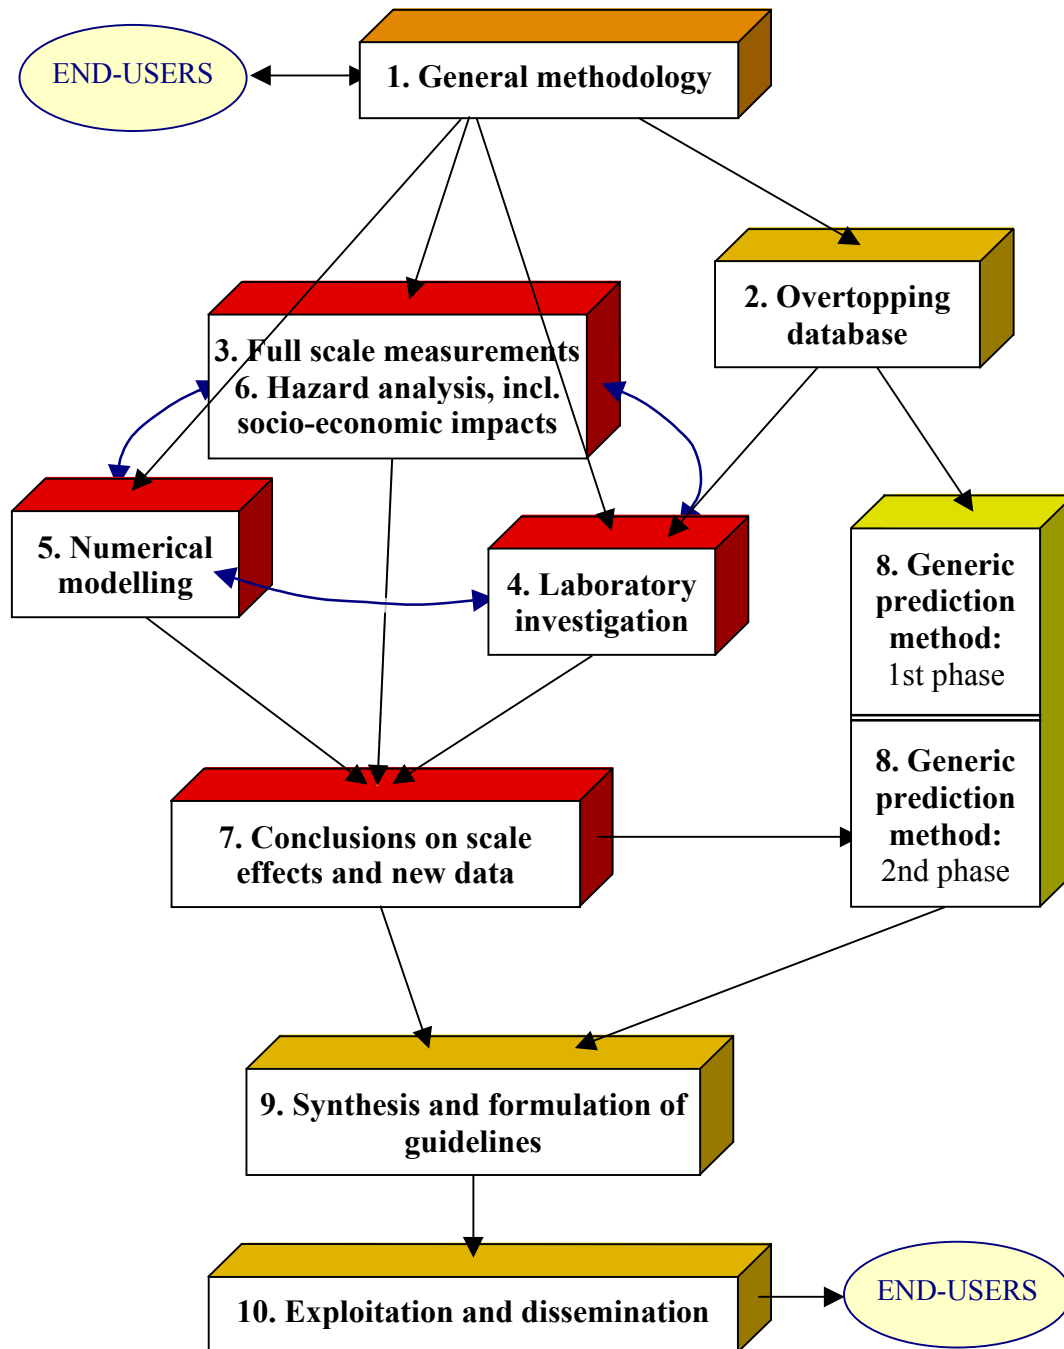 END-USERS
1. General methodology
2. Overtopping
database
3. Full scale measurements
6. Hazard analysis, incl.
socio-economic impacts
5. Numerical
modelling
4. Laboratory
investigation
8. Generic
prediction
method:
1st phase
8. Generic
prediction
method:
2nd phase
7. Conclusions on scale
effects and new data
9. Synthesis and formulation of
guidelines
10. Exploitation and dissemination
END-USERS